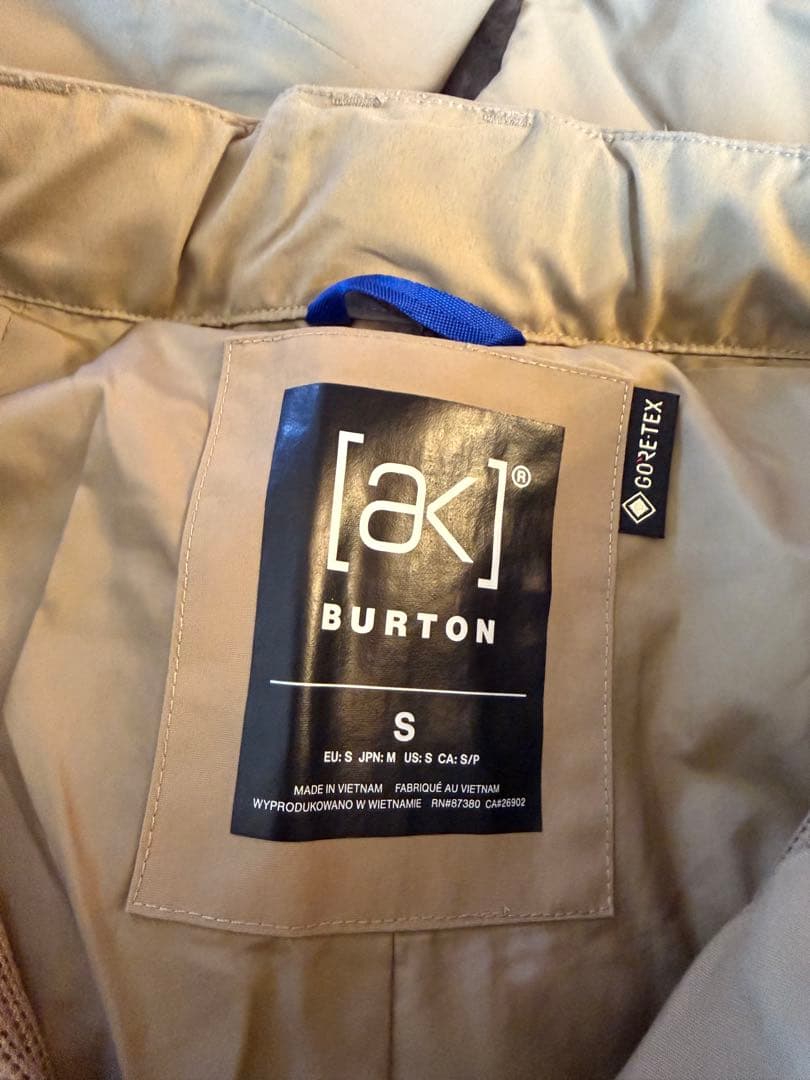 [ak]®
BURTON
S
EU: S JPN: M US: S CA: S/P
MADE IN VIETNAM FABRIQUÉ AU VIETNAM
WYPRODUKOWANO W WIETNAMIE RN#87380 CA#26902
GORE-TEX